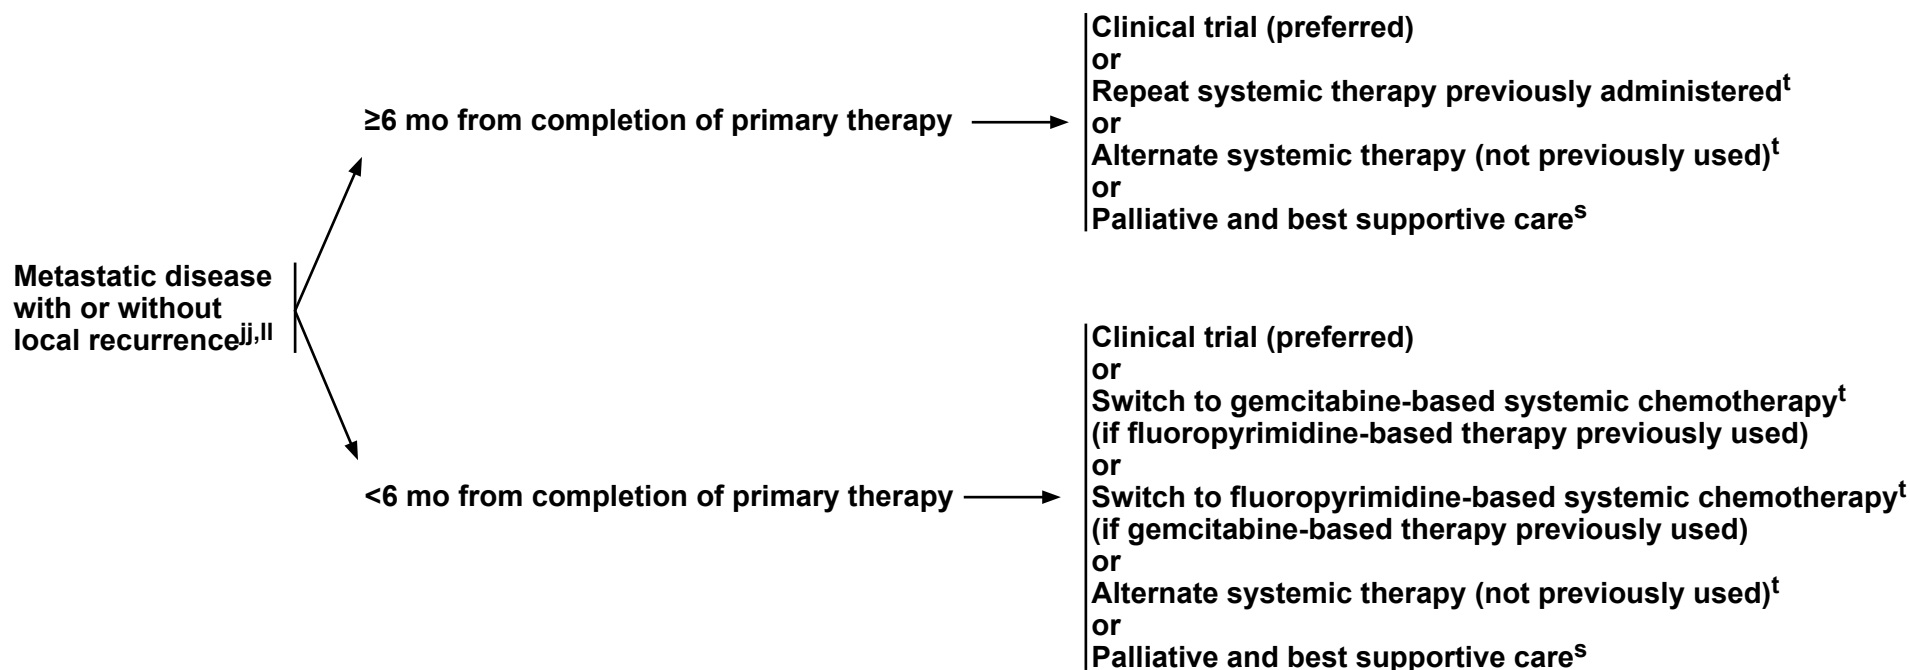 Metastatic disease
with or without
local recurrence^jj,ll
≥6 mo from completion of primary therapy
Clinical trial (preferred)
or
Repeat systemic therapy previously administered^t
or
Alternate systemic therapy (not previously used)^t
or
Palliative and best supportive care^s
<6 mo from completion of primary therapy
Clinical trial (preferred)
or
Switch to gemcitabine-based systemic chemotherapy^t
(if fluoropyrimidine-based therapy previously used)
or
Switch to fluoropyrimidine-based systemic chemotherapy^t
(if gemcitabine-based therapy previously used)
or
Alternate systemic therapy (not previously used)^t
or
Palliative and best supportive care^s